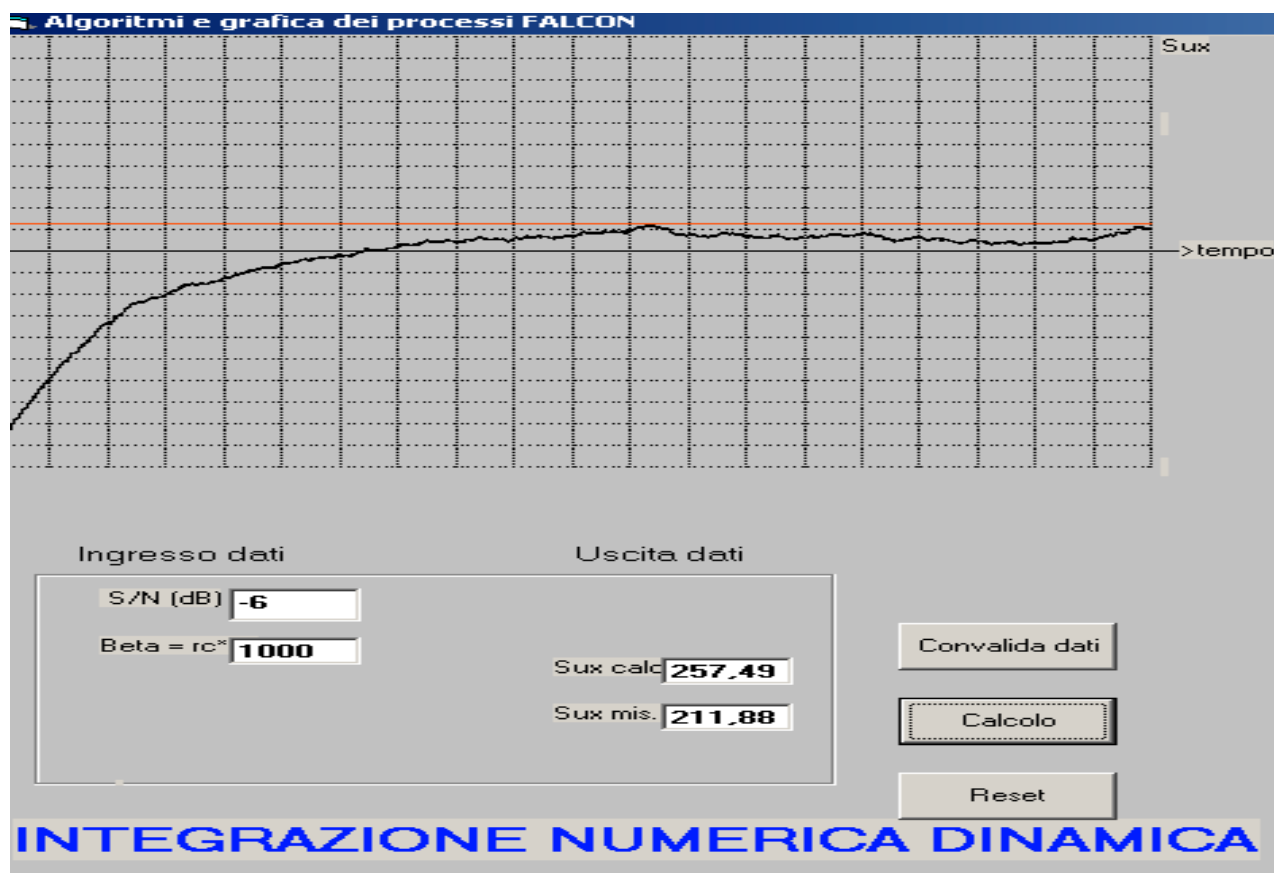 Algoritmi e grafica dei processi FALCON
Sux
>tempo
Ingresso dati
Uscita dati
S/N (dB) -6
Beta = rc* 1000
Sux calc 257,49
Sux mis. 211,88
Convalida dati
Calcolo
Reset
INTEGRAZIONE NUMERICA DINAMICA